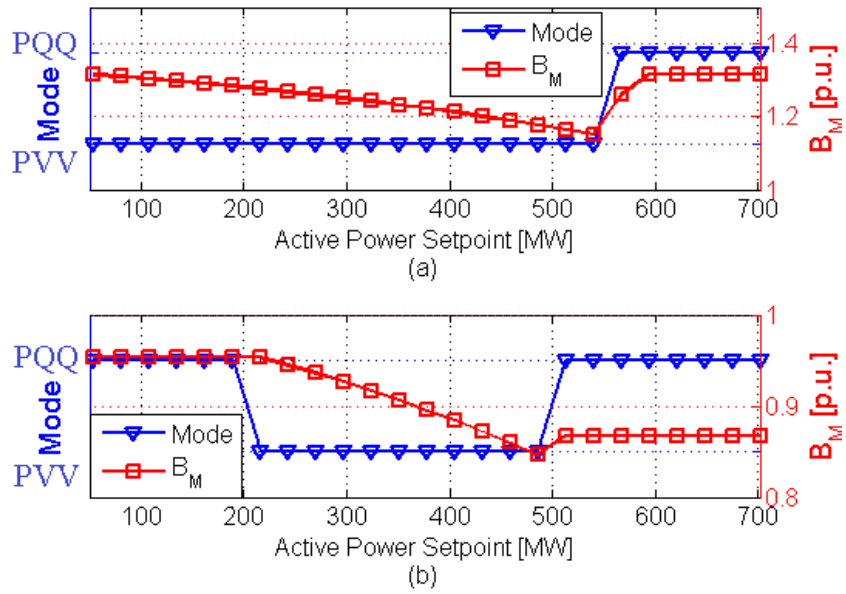 PQQ
Mode
PVV
Mode
B_M
1.4
1.2
1
B_M [p.u.]
100 200 300 400 500 600 700
Active Power Setpoint [MW]
(a)
PQQ
Mode
PVV
Mode
B_M
1
0.9
0.8
B_M [p.u.]
100 200 300 400 500 600 700
Active Power Setpoint [MW]
(b)